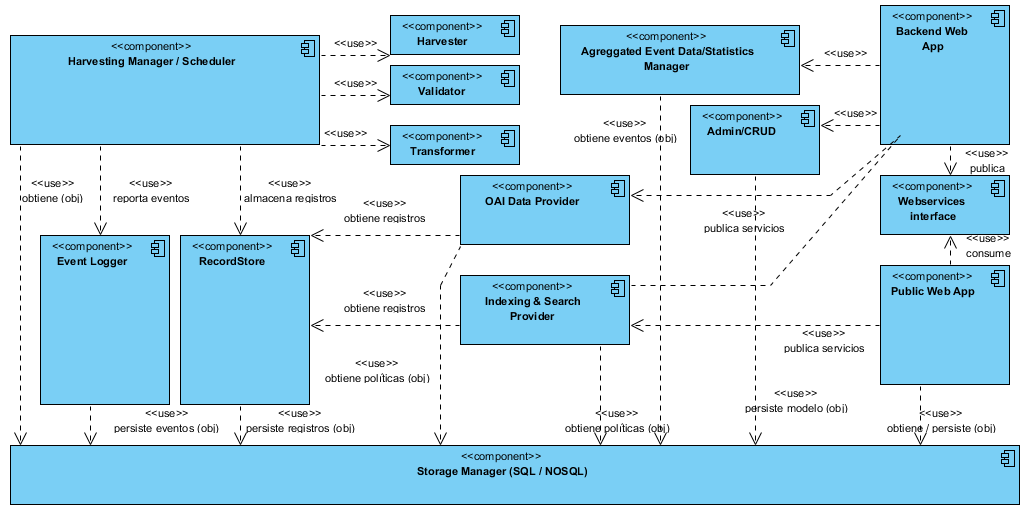 <<component>>
Harvesting Manager / Scheduler
<<use>>
<<component>>
Harvester
<<use>>
<<component>>
Validator
<<use>>
<<component>>
Transformer
<<component>>
Agreggated Event Data/Statistics
Manager
<<use>>
<<component>>
Backend Web
App
<<component>>
Admin/CRUD
<<use>>
<<use>>
obtiene eventos (obj)
<<use>>
publica
<<use>>
obtiene (obj)
<<use>>
reporta eventos
<<use>>
almacena registros
<<component>>
OAI Data Provider
<<use>>
obtiene registros
<<use>>
publica servicios
<<component>>
Webservices
interface
<<use>>
consume
<<component>>
Event Logger
<<component>>
RecordStore
<<component>>
Indexing & Search
Provider
<<use>>
obtiene registros
<<component>>
Public Web App
<<use>>
publica servicios
<<use>>
obtiene políticas (obj)
<<use>>
persiste modelo (obj)
<<use>>
persiste eventos (obj)
<<use>>
persiste registros (obj)
<<use>>
obtiene políticas (obj)
<<use>>
obtiene / persiste (obj)
<<component>>
Storage Manager (SQL / NOSQL)